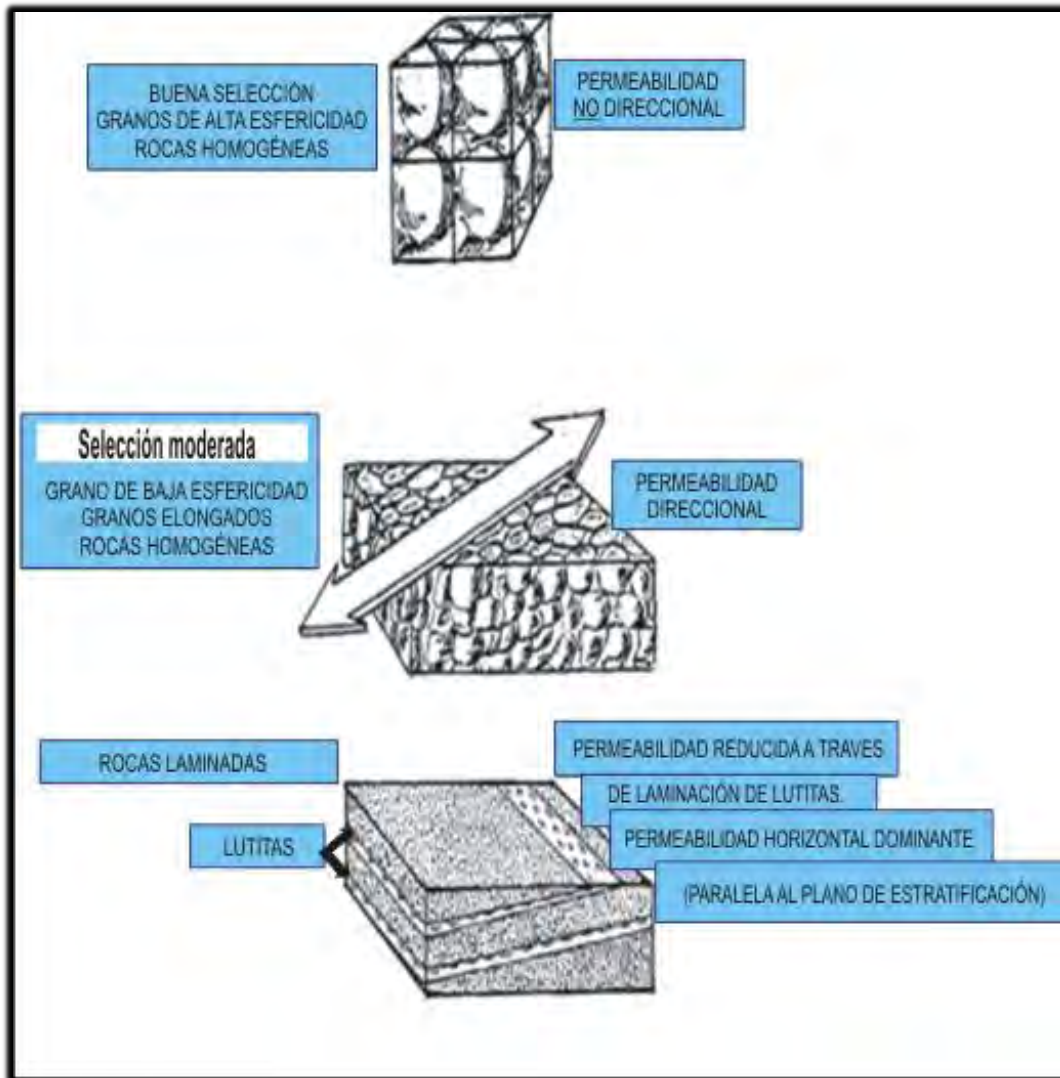 BUENA SELECCIÓN
GRANOS DE ALTA ESFERICIDAD
ROCAS HOMOGÉNEAS
PERMEABILIDAD
NO DIRECCIONAL
Selección moderada
GRANO DE BAJA ESFERICIDAD
GRANOS ELONGADOS
ROCAS HOMOGÉNEAS
PERMEABILIDAD
DIRECCIONAL
ROCAS LAMINADAS
LUTITAS
PERMEABILIDAD REDUCIDA A TRAVES
DE LAMINACIÓN DE LUTITAS.
PERMEABILIDAD HORIZONTAL DOMINANTE
(PARALELA AL PLANO DE ESTRATIFICACIÓN)